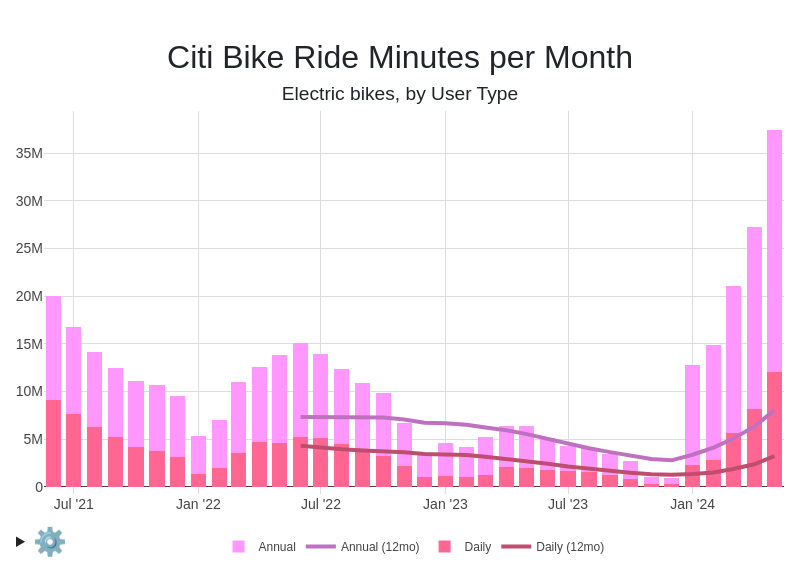 Citi Bike Ride Minutes per Month
Electric bikes, by User Type
35M
30M
25M
20M
15M
10M
5M
0
Jul '21 Jan '22 Jul '22 Jan '23 Jul '23 Jan '24
Annual Annual (12mo) Daily Daily (12mo)